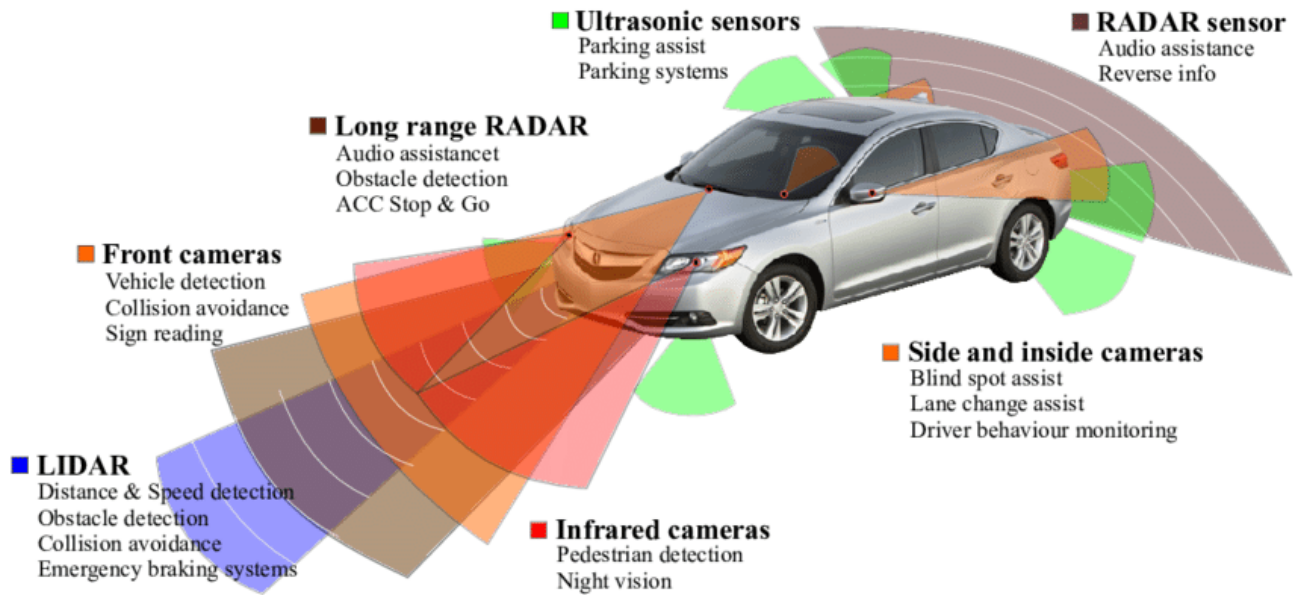 Ultrasonic sensors
Parking assist
Parking systems
RADAR sensor
Audio assistance
Reverse info
Long range RADAR
Audio assistancet
Obstacle detection
ACC Stop & Go
Front cameras
Vehicle detection
Collision avoidance
Sign reading
Side and inside cameras
Blind spot assist
Lane change assist
Driver behaviour monitoring
LIDAR
Distance & Speed detection
Obstacle detection
Collision avoidance
Emergency braking systems
Infrared cameras
Pedestrian detection
Night vision